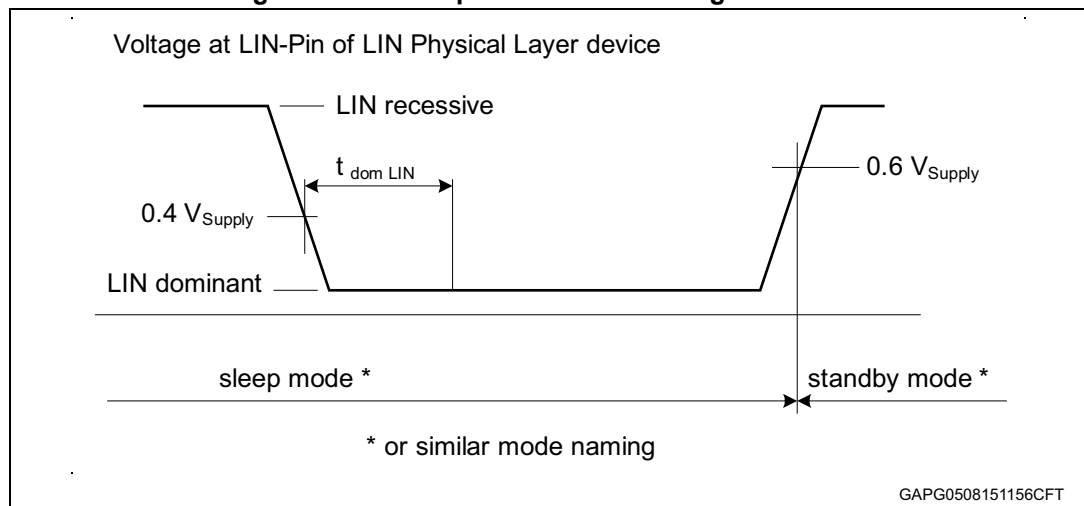 Voltage at LIN-Pin of LIN Physical Layer device
LIN recessive
t dom LIN
0.6 VSupply
0.4 VSupply
LIN dominant
sleep mode *
standby mode *
* or similar mode naming
GAPG0508151156CFT